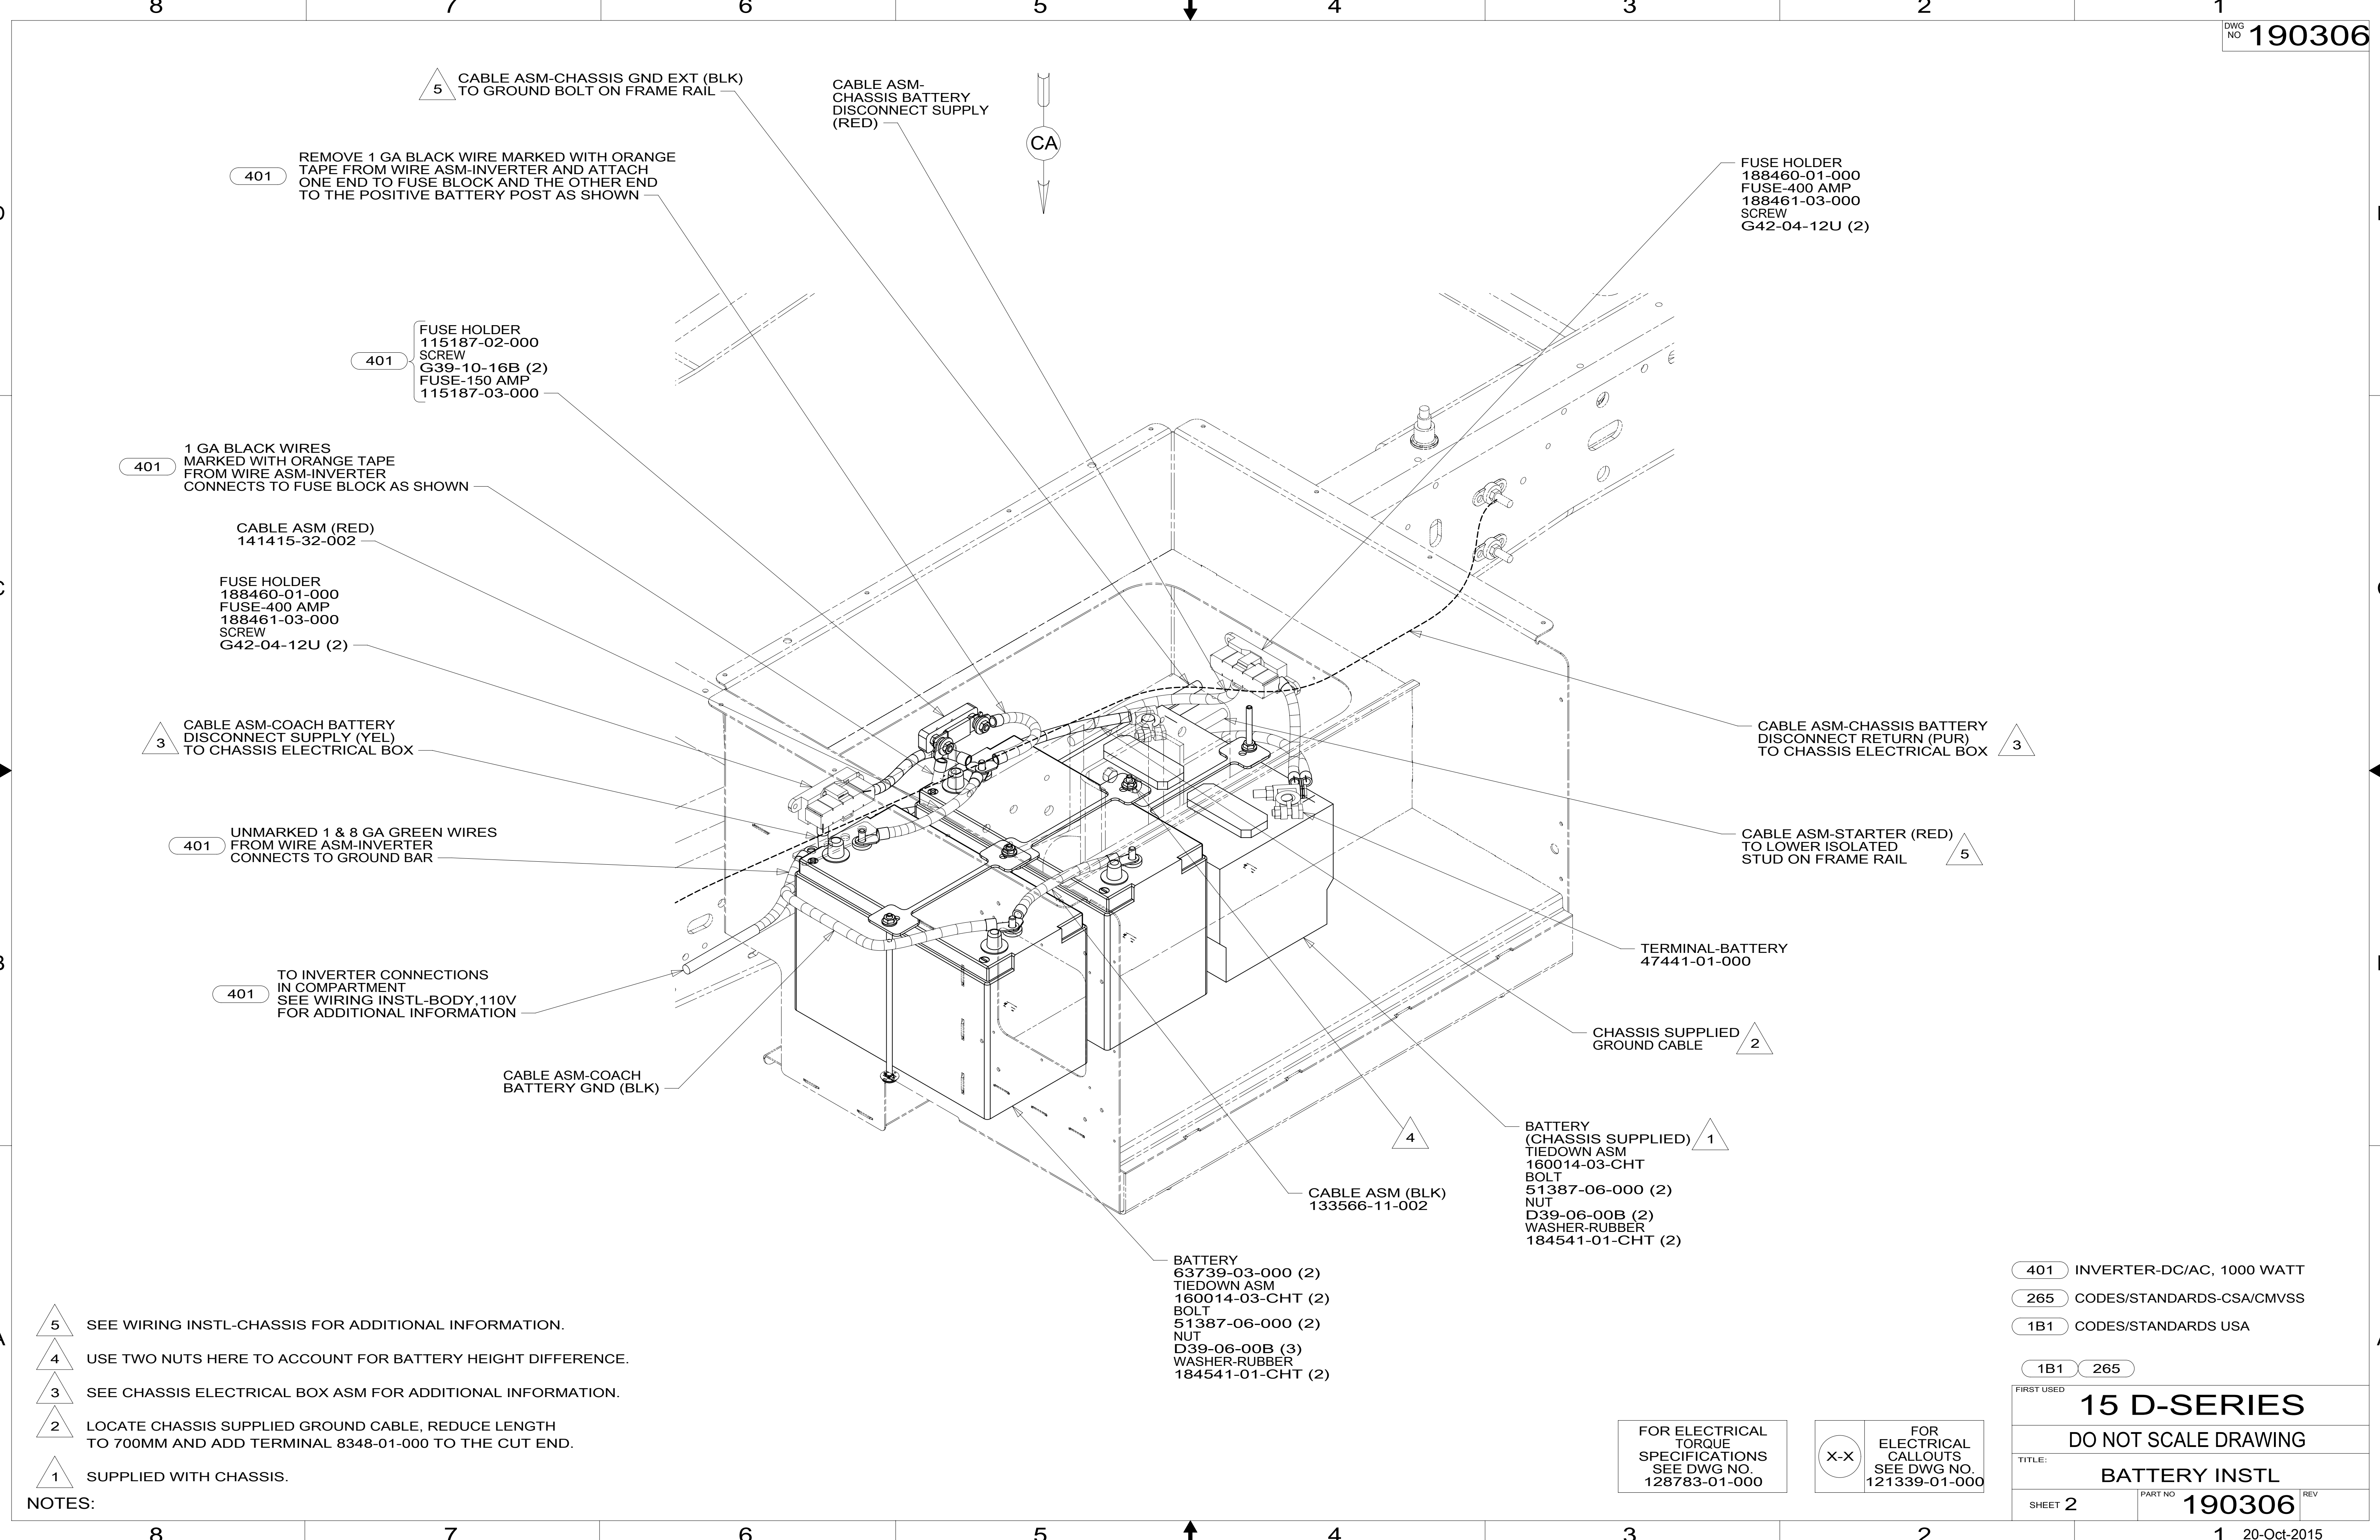 8 7 6 5 4 3 2 1
DWG
NO 190306
5
CABLE ASM-CHASSIS GND EXT (BLK)
TO GROUND BOLT ON FRAME RAIL
CABLE ASM-
CHASSIS BATTERY
DISCONNECT SUPPLY
(RED)
CA
401
REMOVE 1 GA BLACK WIRE MARKED WITH ORANGE
TAPE FROM WIRE ASM-INVERTER AND ATTACH
ONE END TO FUSE BLOCK AND THE OTHER END
TO THE POSITIVE BATTERY POST AS SHOWN
FUSE HOLDER
188460-01-000
FUSE-400 AMP
188461-03-000
SCREW
G42-04-12U (2)
401
FUSE HOLDER
115187-02-000
SCREW
G39-10-16B (2)
FUSE-150 AMP
115187-03-000
401
1 GA BLACK WIRES
MARKED WITH ORANGE TAPE
FROM WIRE ASM-INVERTER
CONNECTS TO FUSE BLOCK AS SHOWN
CABLE ASM (RED)
141415-32-002
FUSE HOLDER
188460-01-000
FUSE-400 AMP
188461-03-000
SCREW
G42-04-12U (2)
3
CABLE ASM-COACH BATTERY
DISCONNECT SUPPLY (YEL)
TO CHASSIS ELECTRICAL BOX
CABLE ASM-CHASSIS BATTERY
DISCONNECT RETURN (PUR)
TO CHASSIS ELECTRICAL BOX
3
401
UNMARKED 1 & 8 GA GREEN WIRES
FROM WIRE ASM-INVERTER
CONNECTS TO GROUND BAR
CABLE ASM-STARTER (RED)
TO LOWER ISOLATED
STUD ON FRAME RAIL
5
TERMINAL-BATTERY
47441-01-000
401
TO INVERTER CONNECTIONS
IN COMPARTMENT
SEE WIRING INSTL-BODY,110V
FOR ADDITIONAL INFORMATION
CHASSIS SUPPLIED
GROUND CABLE
2
CABLE ASM-COACH
BATTERY GND (BLK)
4
BATTERY
(CHASSIS SUPPLIED)
1
TIEDOWN ASM
160014-03-CHT
BOLT
51387-06-000 (2)
NUT
D39-06-00B (2)
WASHER-RUBBER
184541-01-CHT (2)
CABLE ASM (BLK)
133566-11-002
BATTERY
63739-03-000 (2)
TIEDOWN ASM
160014-03-CHT (2)
BOLT
51387-06-000 (2)
NUT
D39-06-00B (3)
WASHER-RUBBER
184541-01-CHT (2)
401 INVERTER-DC/AC, 1000 WATT
265 CODES/STANDARDS-CSA/CMVSS
1B1 CODES/STANDARDS USA
1B1 265
5 SEE WIRING INSTL-CHASSIS FOR ADDITIONAL INFORMATION.
4 USE TWO NUTS HERE TO ACCOUNT FOR BATTERY HEIGHT DIFFERENCE.
3 SEE CHASSIS ELECTRICAL BOX ASM FOR ADDITIONAL INFORMATION.
2 LOCATE CHASSIS SUPPLIED GROUND CABLE, REDUCE LENGTH
TO 700MM AND ADD TERMINAL 8348-01-000 TO THE CUT END.
1 SUPPLIED WITH CHASSIS.
NOTES:
FOR ELECTRICAL
TORQUE
SPECIFICATIONS
SEE DWG NO.
128783-01-000
X-X
FOR
ELECTRICAL
CALLOUTS
SEE DWG NO.
121339-01-000
FIRST USED
15 D-SERIES
DO NOT SCALE DRAWING
TITLE:
BATTERY INSTL
SHEET 2
PART NO 190306
REV
8 7 6 5 4 3 2 1
20-Oct-2015